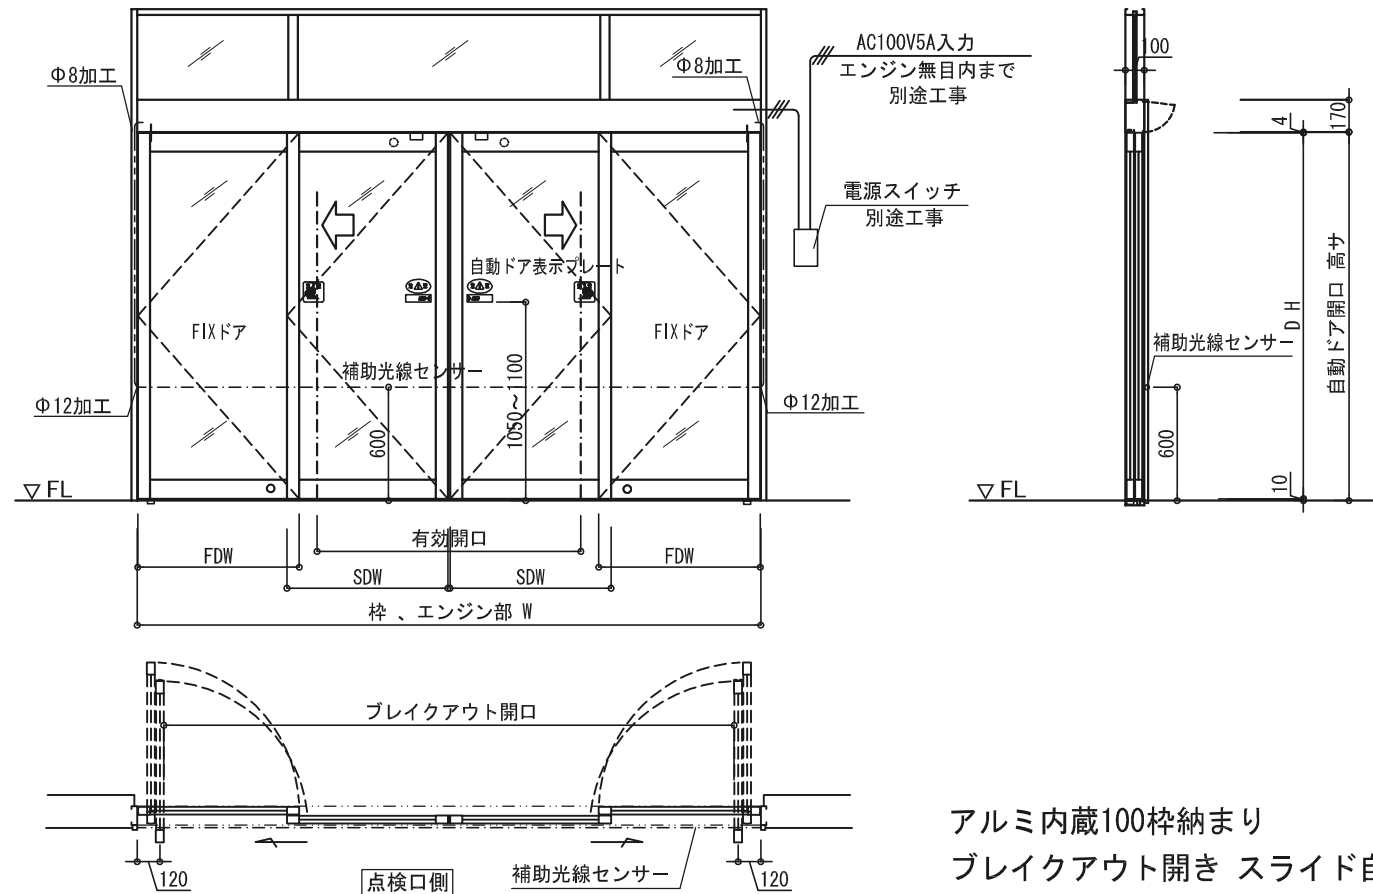 Φ8加工
Φ8加工
AC100V5A入力
エンジン無目内まで
別途工事
電源スイッチ
別途工事
自動ドア表示プレート
FIXドア
FIXドア
補助光線センサー
Φ12加工
Φ12加工
600
1050~1100
▽ FL
有効開口
FDW
FDW
SDW
SDW
枠 、エンジン部 W
100
4
170
DH
自動ドア開口 高サ
補助光線センサー
600
10
▽ FL
ブレイクアウト開口
120
点検口側
補助光線センサー
120
アルミ内蔵100枠納まり
ブレイクアウト開き スライド自